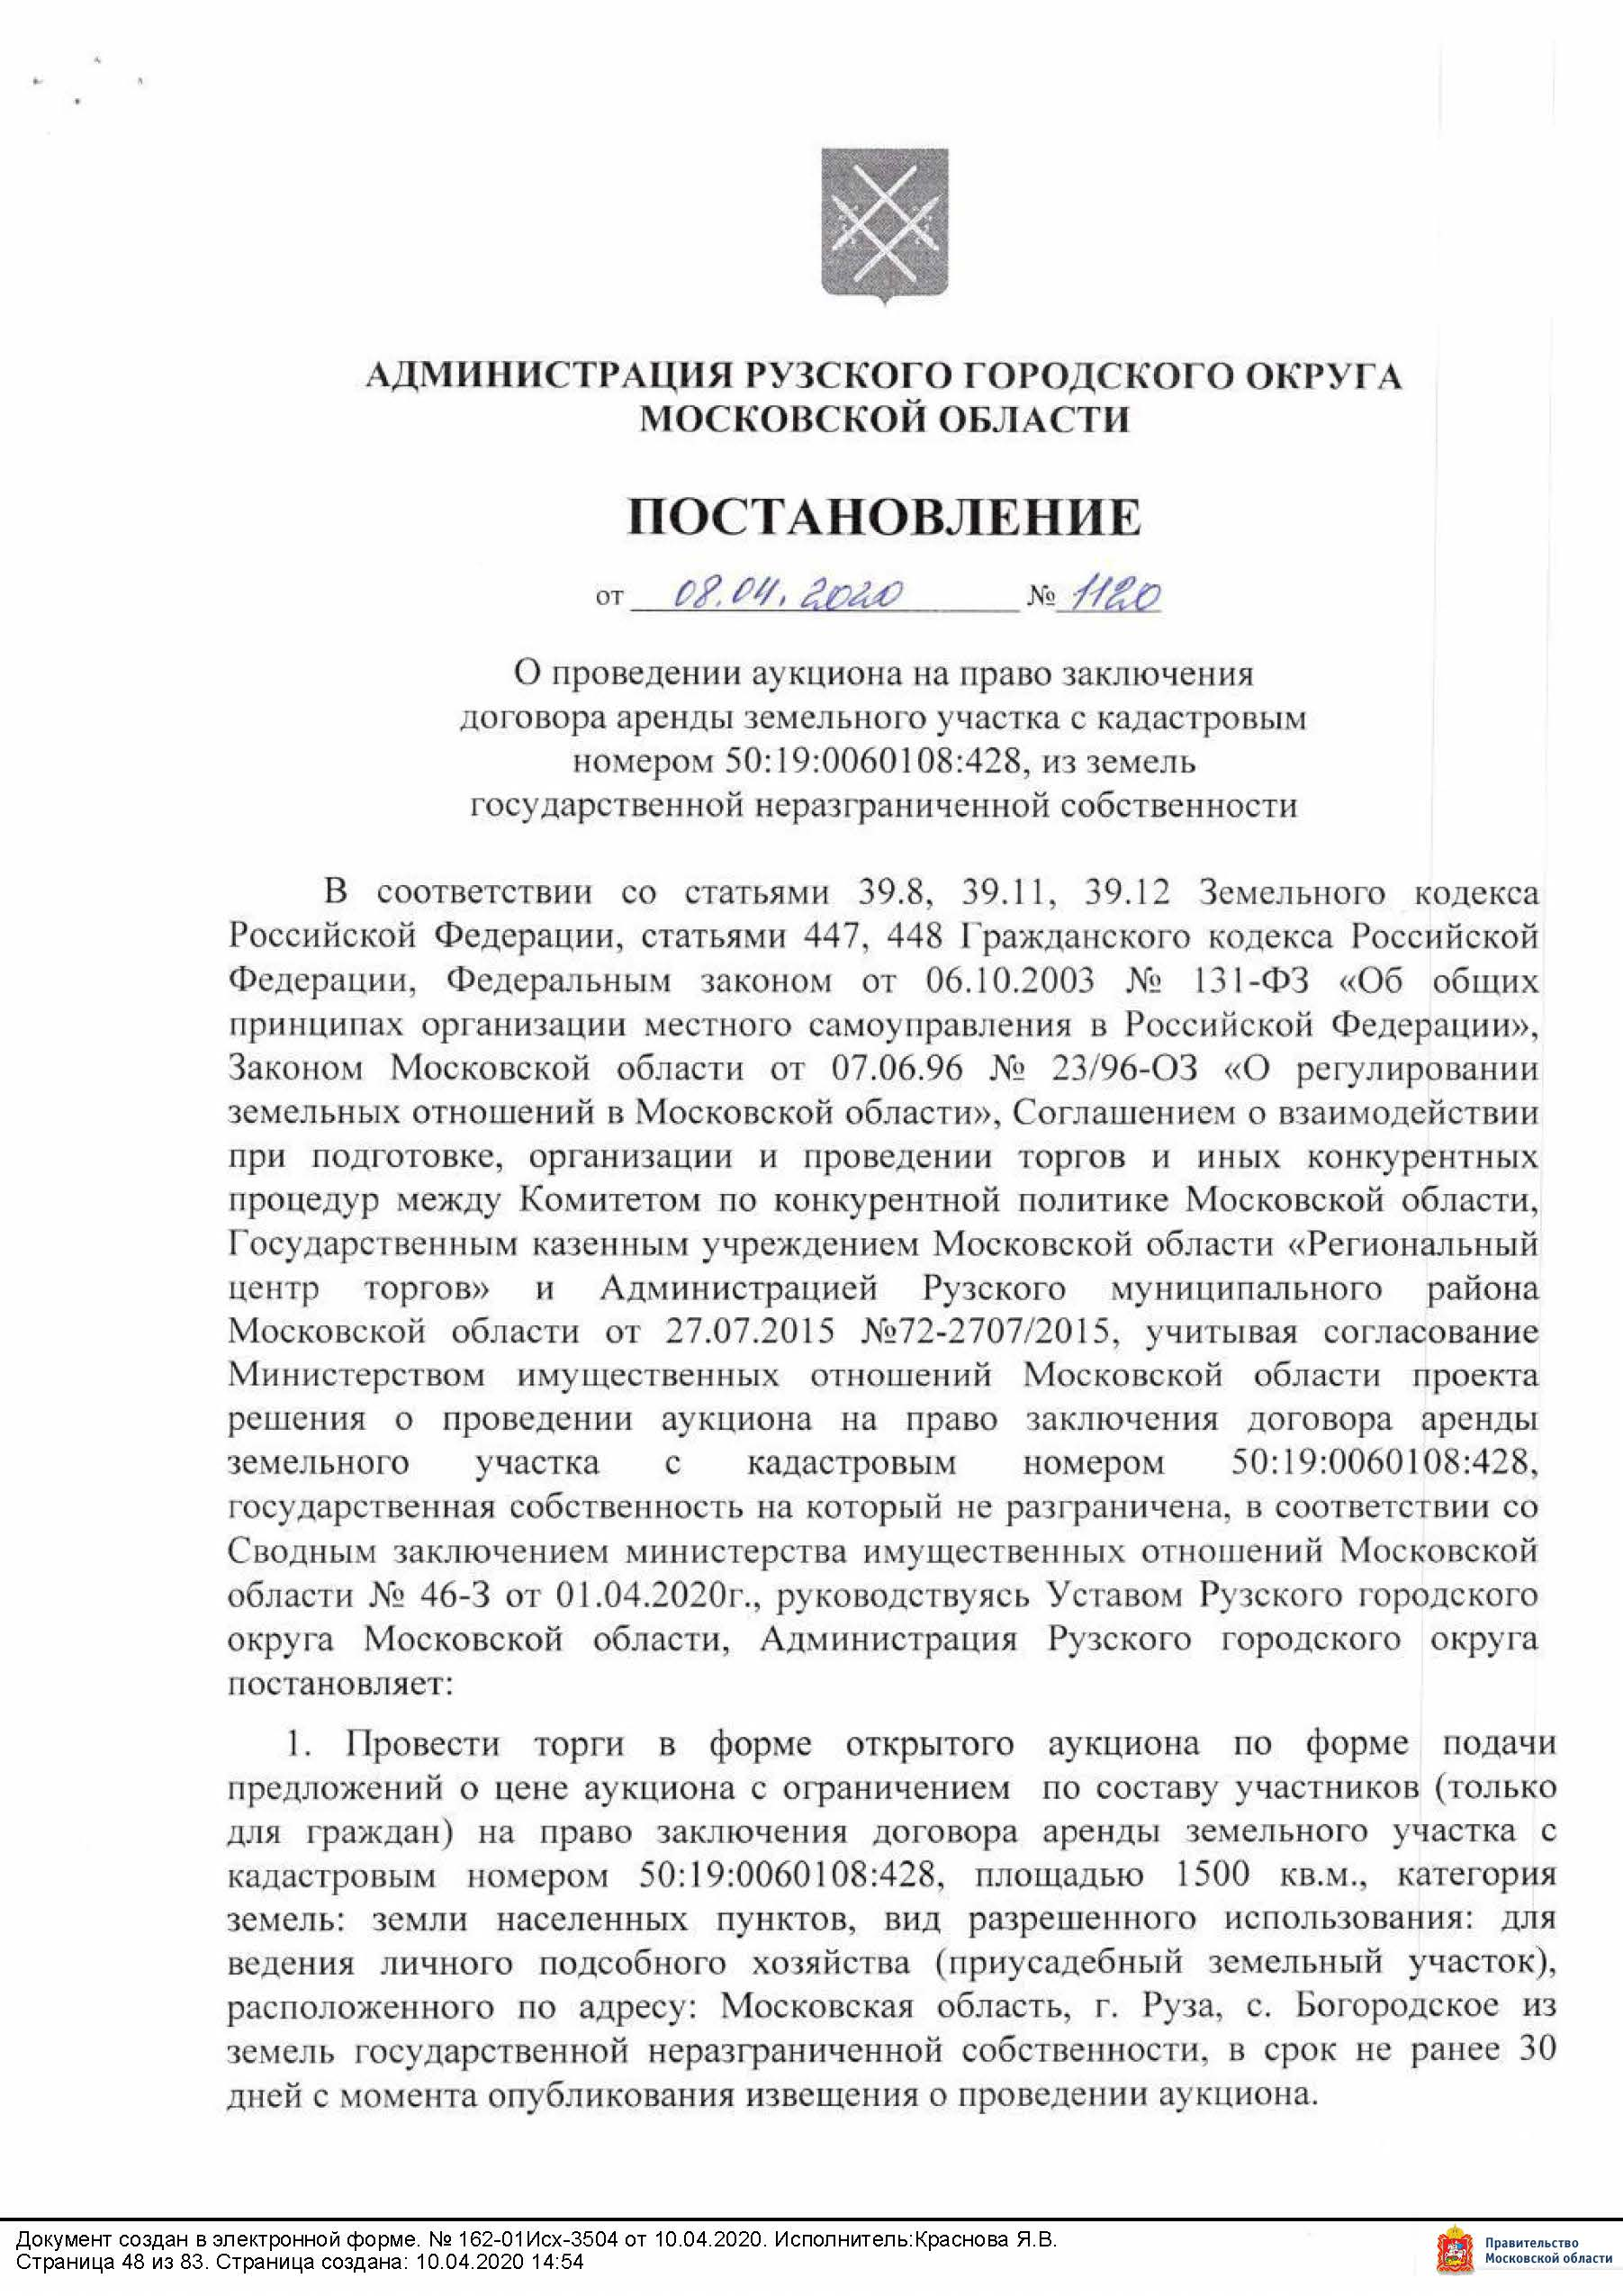 АДМИНИСТРАЦИЯ РУЗСКОГО ГОРОДСКОГО ОКРУГА
МОСКОВСКОЙ ОБЛАСТИ
ПОСТАНОВЛЕНИЕ
от 08.04.2020 № 1120
О проведении аукциона на право заключения
договора аренды земельного участка с кадастровым
номером 50:19:0060108:428, из земель
государственной неразграниченной собственности
В соответствии со статьями 39.8, 39.11, 39.12 Земельного кодекса
Российской Федерации, статьями 447, 448 Гражданского кодекса Российской
Федерации, Федеральным законом от 06.10.2003 № 131-ФЗ «Об общих
принципах организации местного самоуправления в Российской Федерации»,
Законом Московской области от 07.06.96 № 23/96-ОЗ «О регулировании
земельных отношений в Московской области», Соглашением о взаимодействии
при подготовке, организации и проведении торгов и иных конкурентных
процедур между Комитетом по конкурентной политике Московской области,
Государственным казенным учреждением Московской области «Региональный
центр торгов» и Администрацией Рузского муниципального района
Московской области от 27.07.2015 №72-2707/2015, учитывая согласование
Министерством имущественных отношений Московской области проекта
решения о проведении аукциона на право заключения договора аренды
земельного участка с кадастровым номером 50:19:0060108:428,
государственная собственность на который не разграничена, в соответствии со
Сводным заключением министерства имущественных отношений Московской
области № 46-З от 01.04.2020г., руководствуясь Уставом Рузского городского
округа Московской области, Администрация Рузского городского округа
постановляет:
1. Провести торги в форме открытого аукциона по форме подачи
предложений о цене аукциона с ограничением по составу участников (только
для граждан) на право заключения договора аренды земельного участка с
кадастровым номером 50:19:0060108:428, площадью 1500 кв.м., категория
земель: земли населенных пунктов, вид разрешенного использования: для
ведения личного подсобного хозяйства (приусадебный земельный участок),
расположенного по адресу: Московская область, г. Руза, с. Богородское из
земель государственной неразграниченной собственности, в срок не ранее 30
дней с момента опубликования извещения о проведении аукциона.
Документ создан в электронной форме. № 162-01Исх-3504 от 10.04.2020. Исполнитель:Краснова Я.В.
Страница 48 из 83. Страница создана: 10.04.2020 14:54
Правительство
Московской области